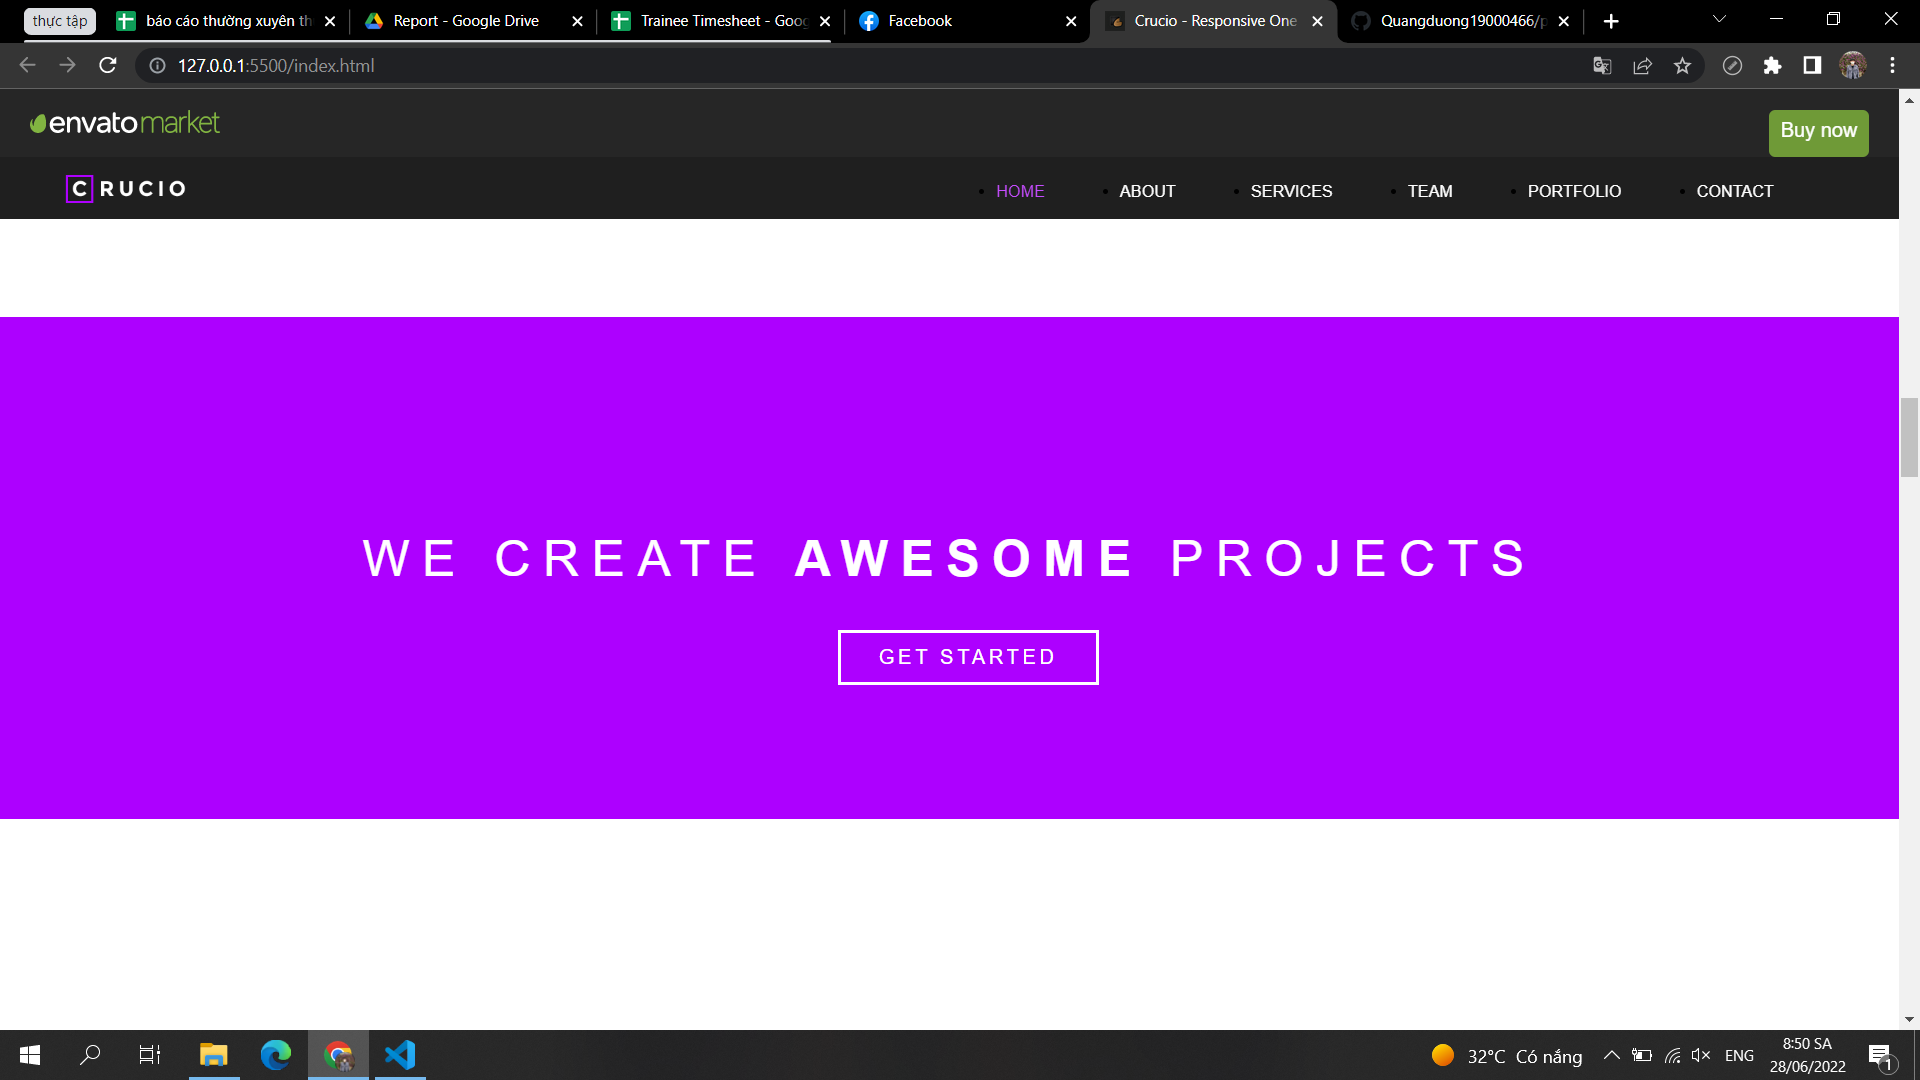 thực tập
báo cáo thường xuyên th
Report - Google Drive
Trainee Timesheet - Goog
Facebook
Crucio - Responsive One
Quangduong19000466/p
127.0.0.1:5500/index.html
envatomarket
Buy now
CRUCIO
HOME
ABOUT
SERVICES
TEAM
PORTFOLIO
CONTACT
WE CREATE AWESOME PROJECTS
GET STARTED
32°C Có nắng
ENG
8:50 SA
28/06/2022
1